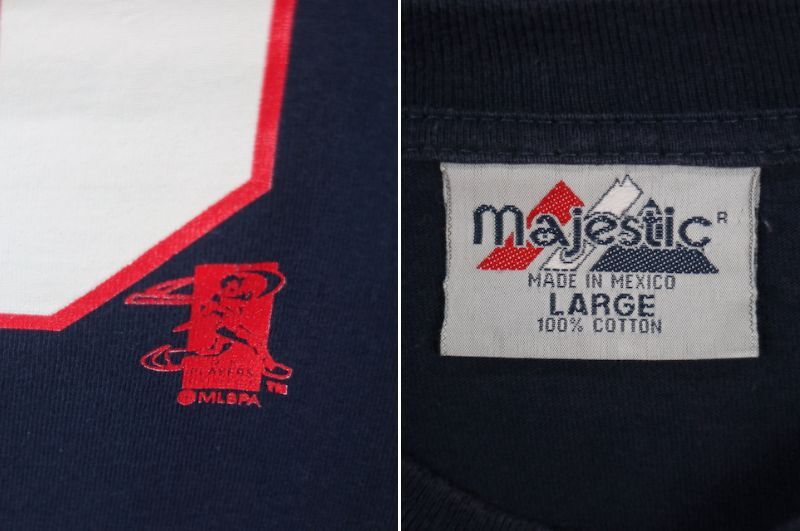 PLAYERS
MLBPA TM
Majestic R
MADE IN MEXICO
LARGE
100% COTTON